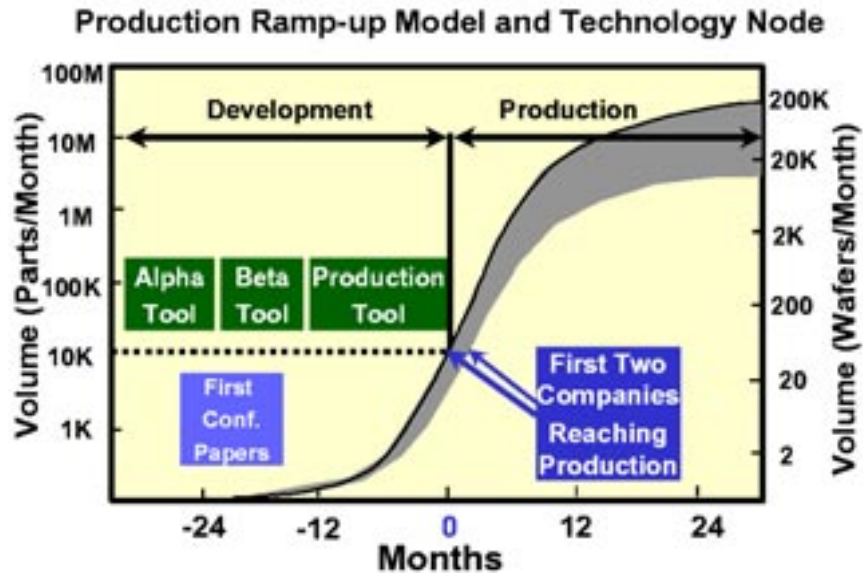 Production Ramp-up Model and Technology Node
100M
10M
1M
100K
10K
1K
Volume (Parts/Month)
Development
Production
Alpha
Tool
Beta
Tool
Production
Tool
First
Conf.
Papers
First Two
Companies
Reaching
Production
200K
20K
2K
200
20
2
Volume (Wafers/Month)
-24
-12
0
12
24
Months